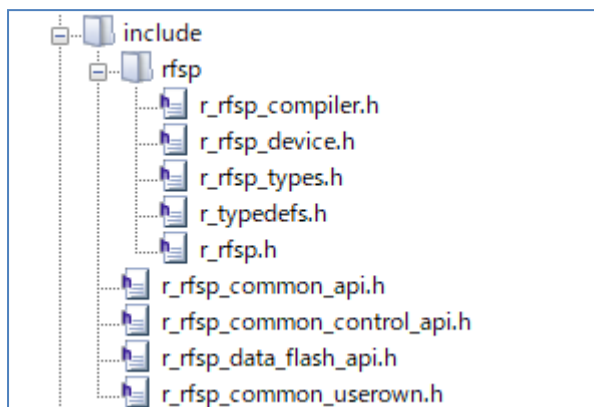 include
rfsp
r_rfsp_compiler.h
r_rfsp_device.h
r_rfsp_types.h
r_typedefs.h
r_rfsp.h
r_rfsp_common_api.h
r_rfsp_common_control_api.h
r_rfsp_data_flash_api.h
r_rfsp_common_userown.h